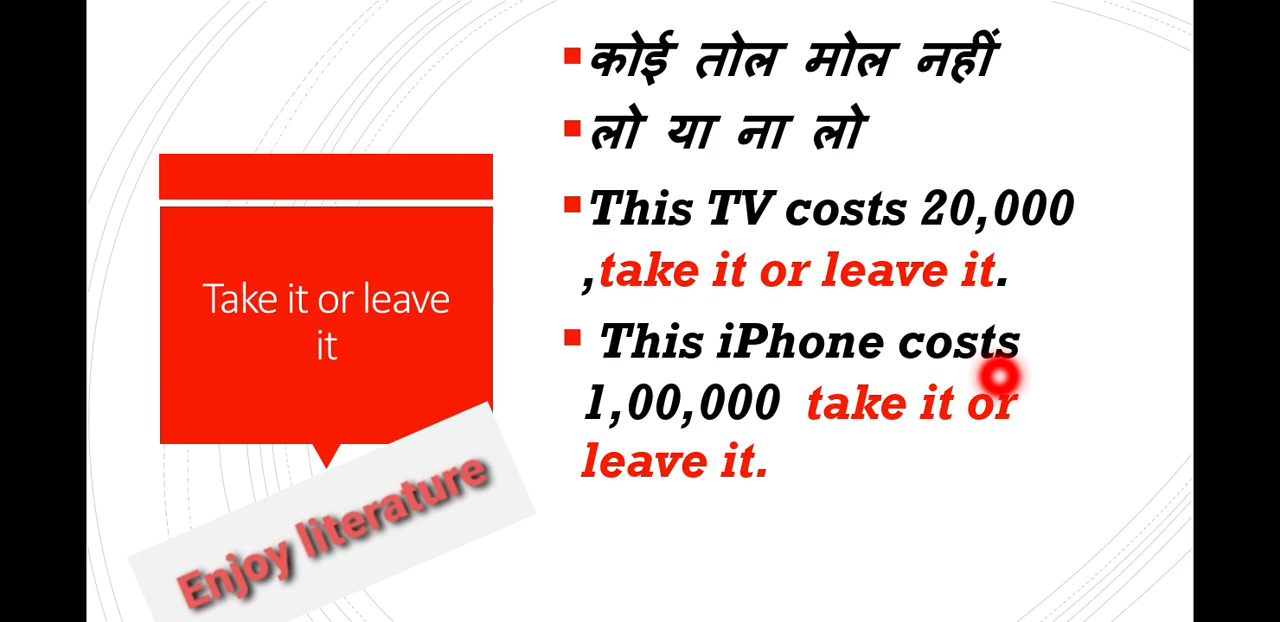 Take it or leave
it
Enjoy literature
कोई तोल मोल नहीं
लो या ना लो
This TV costs 20,000
,take it or leave it.
This iPhone costs
1,00,000 take it or
leave it.